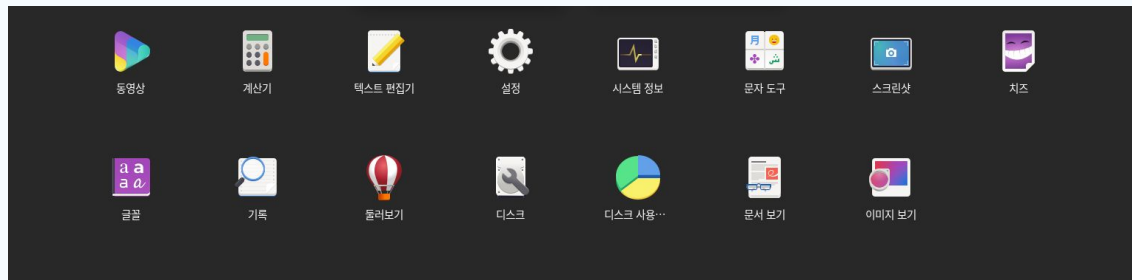 동영상
계산기
텍스트 편집기
설정
시스템 정보
문자 도구
스크린샷
치즈
글꼴
기록
둘러보기
디스크
디스크 사용…
문서 보기
이미지 보기